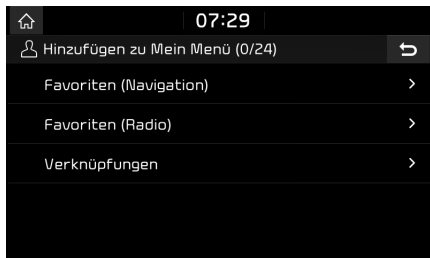 07:29
Hinzufügen zu Mein Menü (0/24)
Favoriten (Navigation)
Favoriten (Radio)
Verknüpfungen